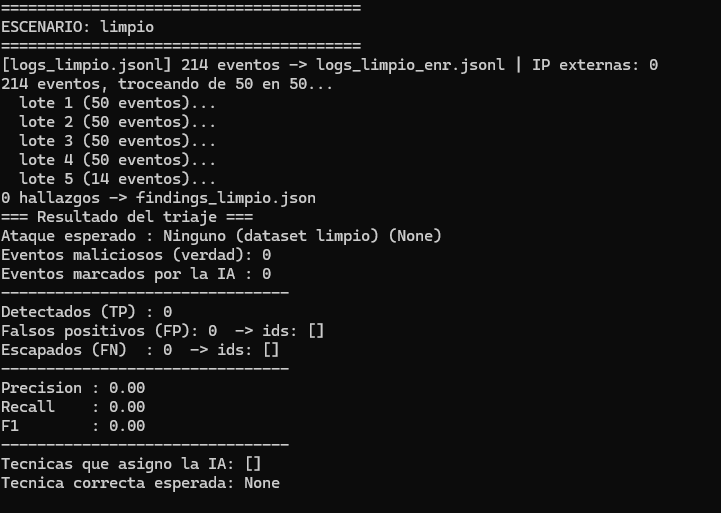 ========================================
ESCENARIO: limpio
========================================
[logs_limpio.jsonl] 214 eventos -> logs_limpio_enr.jsonl | IP externas: 0
214 eventos, troceando de 50 en 50...
  lote 1 (50 eventos)...
  lote 2 (50 eventos)...
  lote 3 (50 eventos)...
  lote 4 (50 eventos)...
  lote 5 (14 eventos)...
0 hallazgos -> findings_limpio.json
=== Resultado del triaje ===
Ataque esperado : Ninguno (dataset limpio) (None)
Eventos maliciosos (verdad): 0
Eventos marcados por la IA : 0
--------------------------------
Detectados (TP) : 0
Falsos positivos (FP): 0  -> ids: []
Escapados (FN)  : 0  -> ids: []
--------------------------------
Precision : 0.00
Recall    : 0.00
F1        : 0.00
--------------------------------
Tecnicas que asigno la IA: []
Tecnica correcta esperada: None